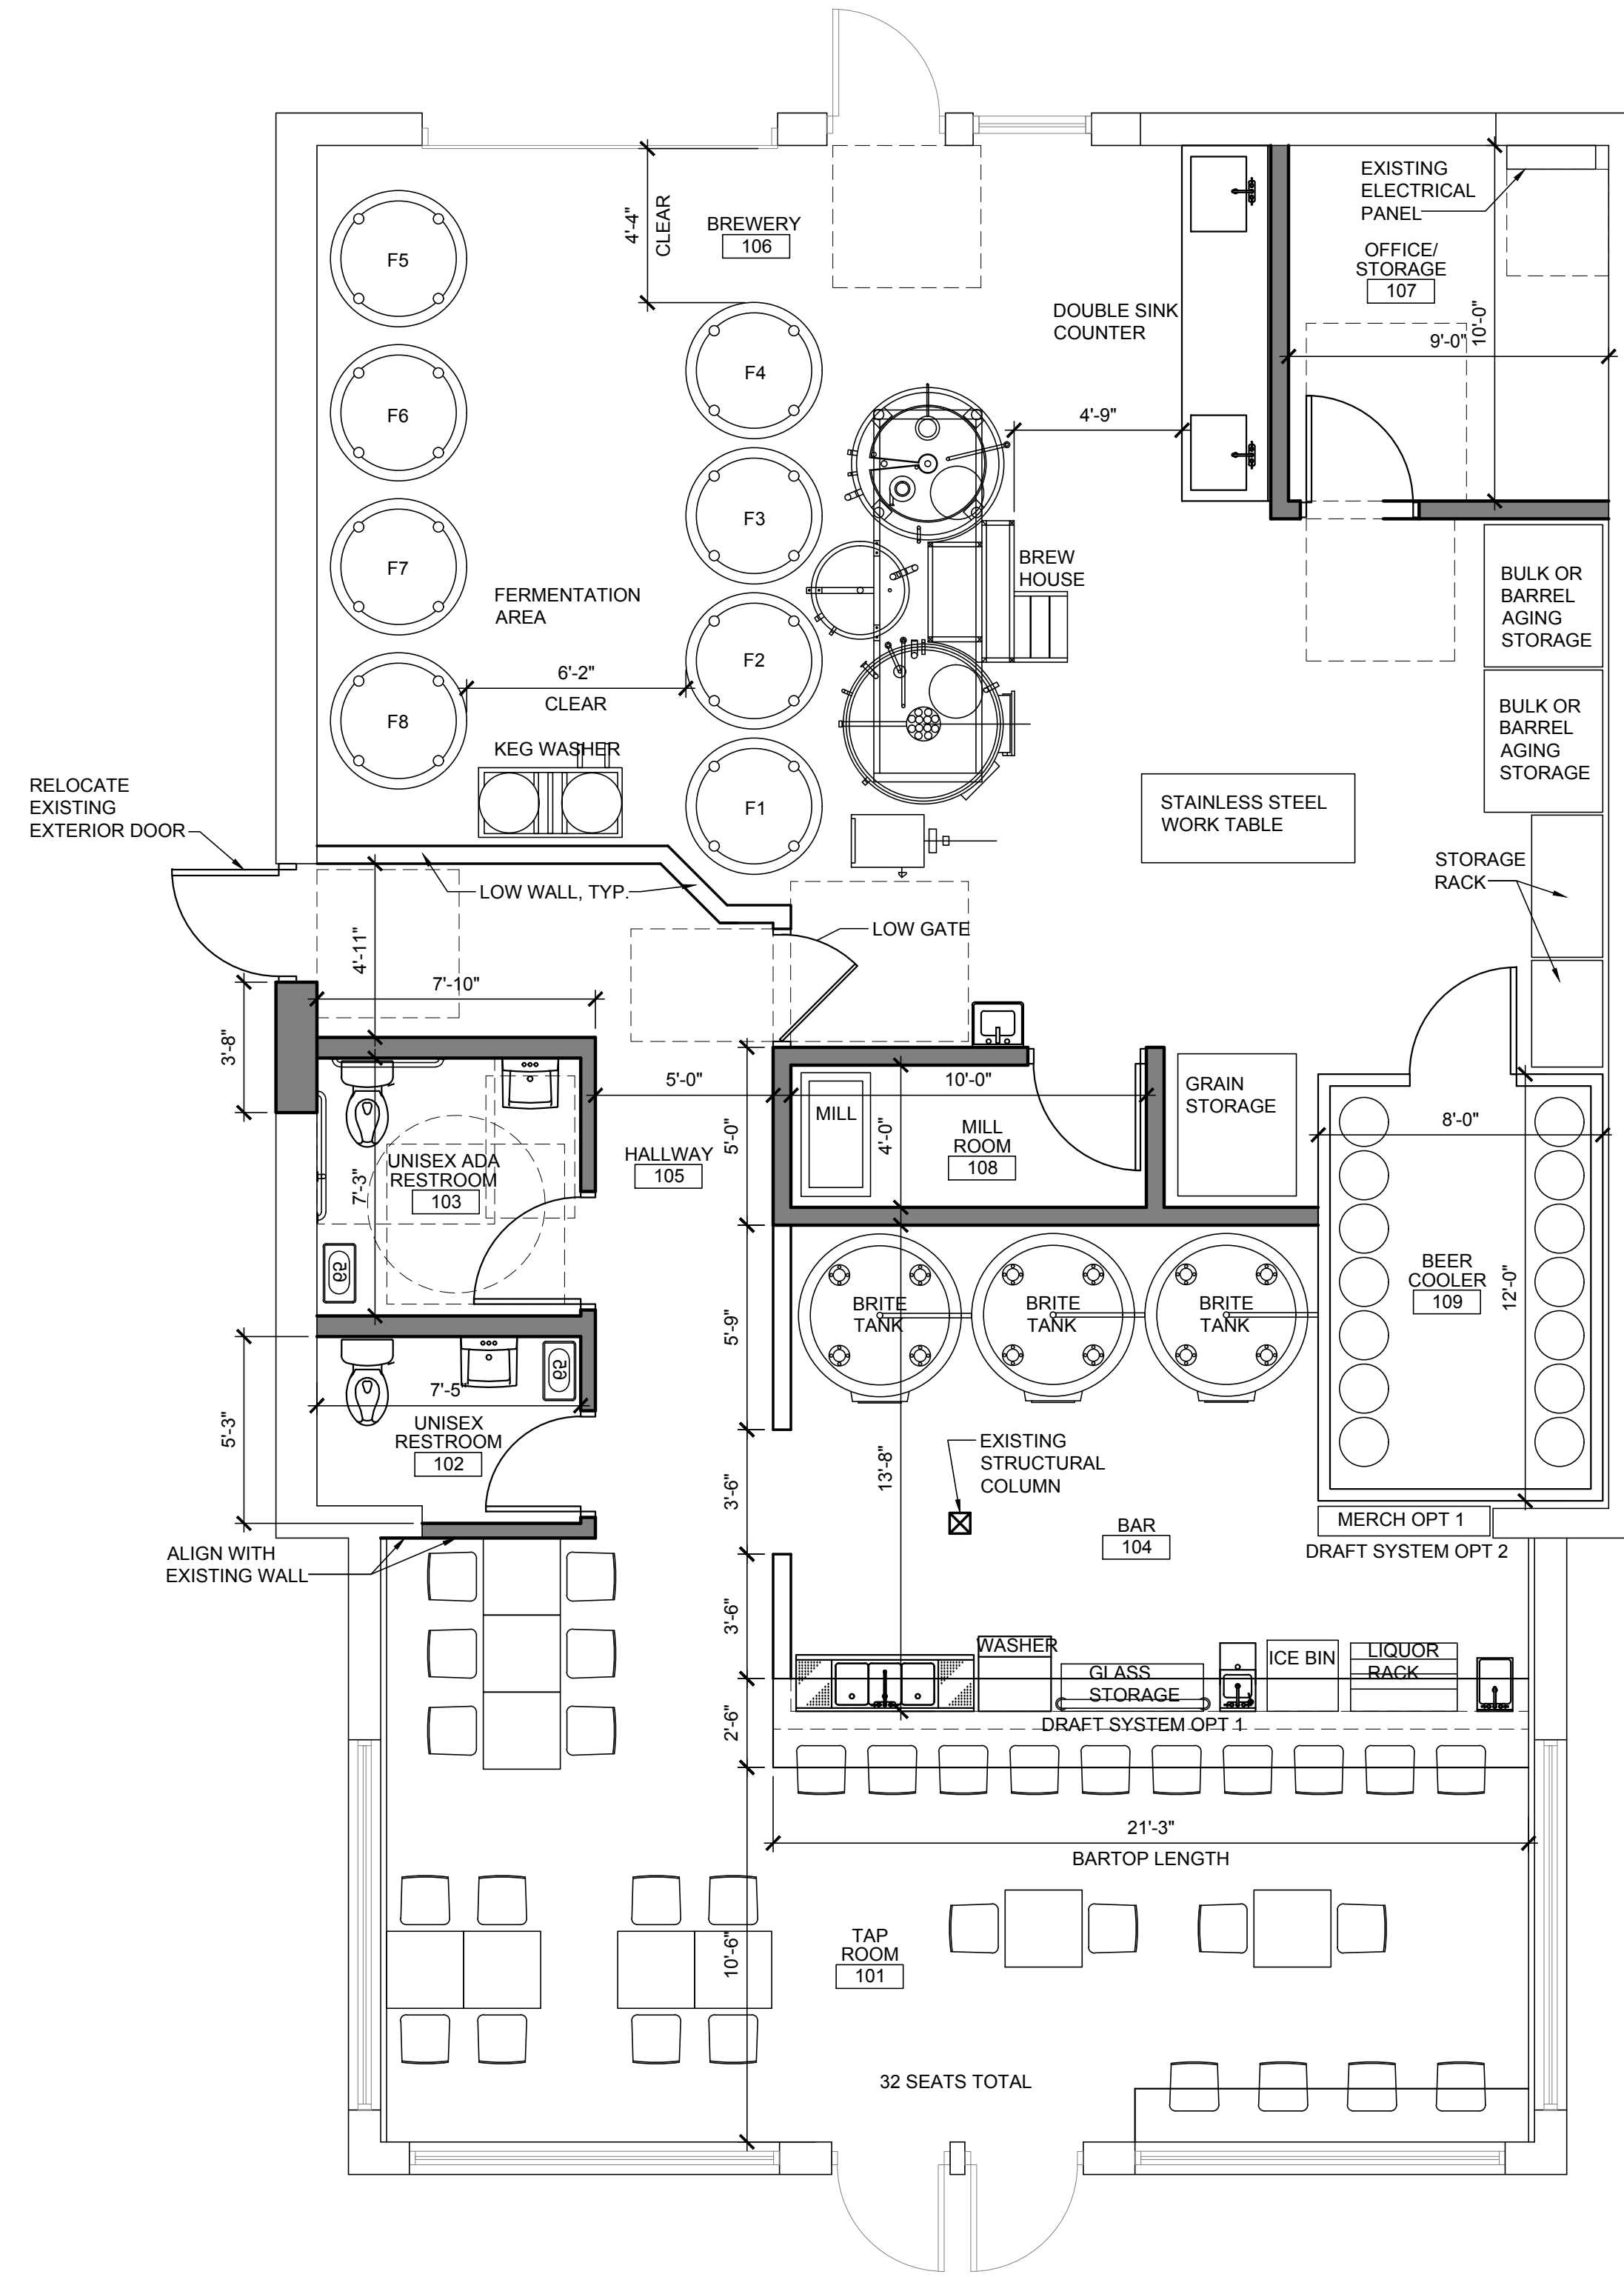 EXISTING
ELECTRICAL
PANEL
4'-4"
CLEAR
BREWERY
106
OFFICE/
STORAGE
107
10'-0"
9'-0"
F5
DOUBLE SINK
COUNTER
F4
F6
4'-9"
F3
F7
FERMENTATION
AREA
BREW
HOUSE
BULK OR
BARREL
AGING
STORAGE
F2
6'-2"
CLEAR
F8
BULK OR
BARREL
AGING
STORAGE
KEG WASHER
F1
STAINLESS STEEL
WORK TABLE
RELOCATE
EXISTING
EXTERIOR DOOR
STORAGE
RACK
LOW WALL, TYP.
LOW GATE
4'-11"
7'-10"
3'-8"
5'-0"
10'-0"
GRAIN
STORAGE
8'-0"
MILL
MILL
ROOM
108
4'-0"
5'-0"
HALLWAY
105
UNISEX ADA
RESTROOM
103
7'-3"
BEER
COOLER
109
12'-0"
BRITE
TANK
BRITE
TANK
BRITE
TANK
5'-9"
7'-5"
UNISEX
RESTROOM
102
5'-3"
EXISTING
STRUCTURAL
COLUMN
13'-8"
3'-6"
BAR
104
MERCH OPT 1
DRAFT SYSTEM OPT 2
ALIGN WITH
EXISTING WALL
3'-6"
WASHER
GLASS
STORAGE
ICE BIN
LIQUOR
RACK
2'-6"
DRAFT SYSTEM OPT 1
21'-3"
BARTOP LENGTH
10'-6"
TAP
ROOM
101
32 SEATS TOTAL